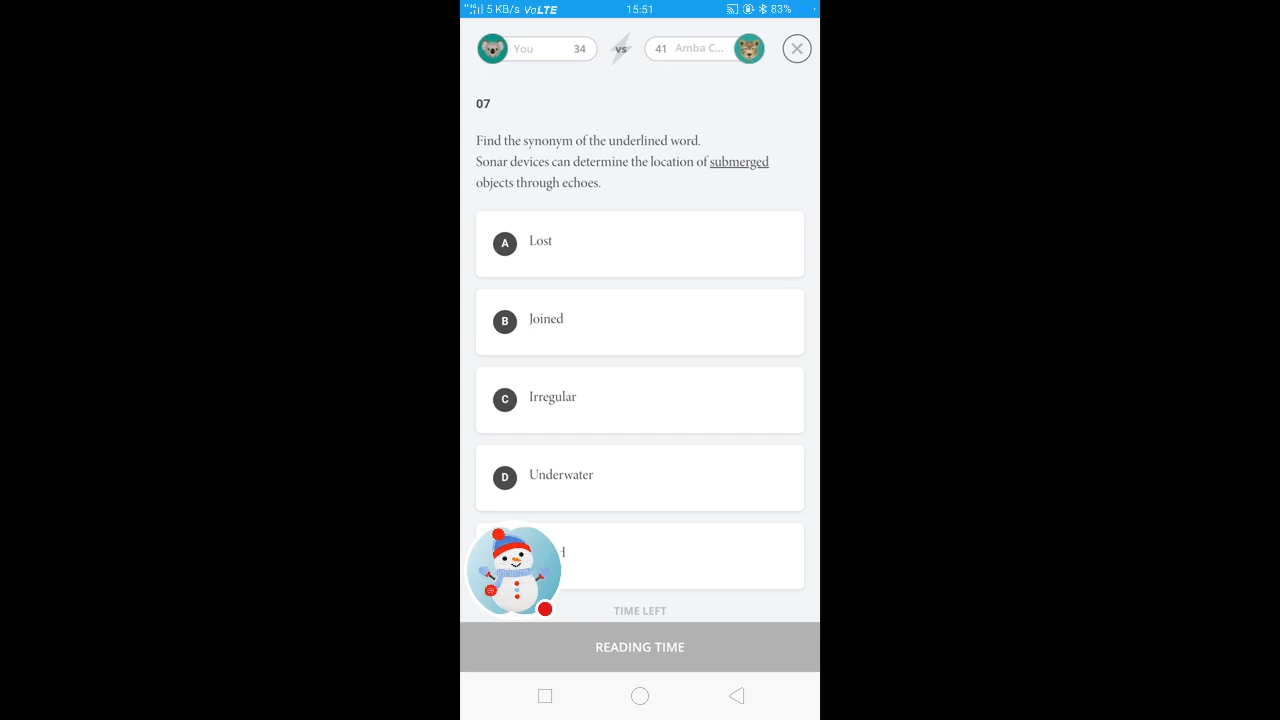 5 KB/s VoLTE 15:51 83%
You 34 vs 41 Amba C...
07
Find the synonym of the underlined word.
Sonar devices can determine the location of submerged
objects through echoes.
A Lost
B Joined
C Irregular
D Underwater
TIME LEFT
READING TIME